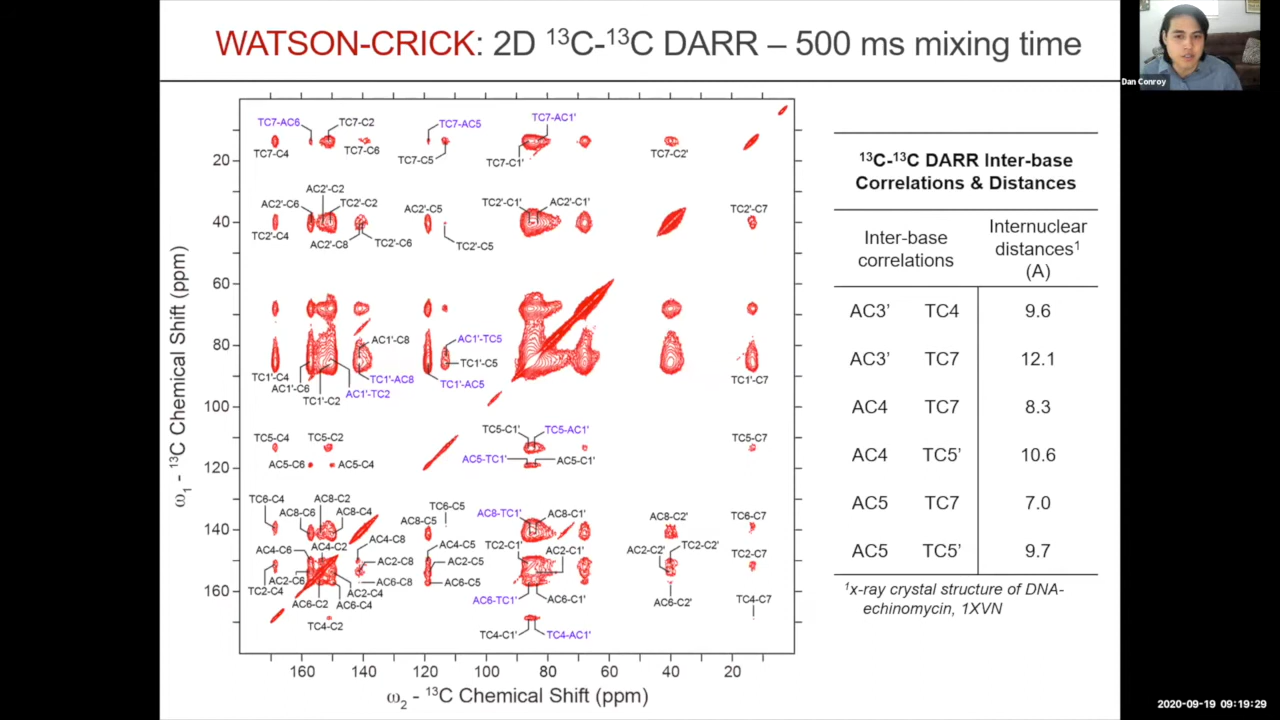 WATSON-CRICK: 2D ¹³C-¹³C DARR – 500 ms mixing time
Dan Conroy
TC7-AC6 TC7-C2 TC7-AC5 TC7-AC1'
TC7-C4 TC7-C6 TC7-C5 TC7-C1' TC7-C2'
20
AC2'-C2
AC2'-C6 TC2'-C2 AC2'-C5 TC2'-C1' AC2'-C1' TC2'-C7
40
TC2'-C4 AC2'-C8 TC2'-C6 TC2'-C5
60
80
AC1'-C8 AC1'-TC5
TC1'-C5
TC1'-C4 TC1'-AC8 TC1'-AC5 TC1'-C7
AC1'-C6 AC1'-TC2
TC1'-C2
100
TC5-C4 TC5-C2 TC5-C1' TC5-AC1' TC5-C7
120
AC5-C6 AC5-C4 AC5-TC1' AC5-C1'
TC6-C4 AC8-C2 TC6-C5
AC8-C6 AC8-C4 AC8-C5 AC8-TC1' AC8-C1' AC8-C2' TC6-C7
140
AC4-C6 AC4-C2 AC4-C8 AC4-C5 TC2-C1' AC2-C1' AC2-C2' TC2-C2' TC2-C7
AC2-C6 AC2-C8 AC2-C5
TC2-C4 AC2-C4 AC6-C8 AC6-C5
160
AC6-C2 AC6-C4 AC6-TC1' AC6-C1' AC6-C2' TC4-C7
TC4-C2 TC4-C1' TC4-AC1'
160 140 120 100 80 60 40 20
ω₂ - ¹³C Chemical Shift (ppm)
ω₁ - ¹³C Chemical Shift (ppm)
¹³C-¹³C DARR Inter-base
Correlations & Distances
Inter-base
correlations
Internuclear
distances¹
(A)
AC3’ TC4 9.6
AC3’ TC7 12.1
AC4 TC7 8.3
AC4 TC5’ 10.6
AC5 TC7 7.0
AC5 TC5’ 9.7
¹x-ray crystal structure of DNA-
echinomycin, 1XVN
2020-09-19 09:19:29